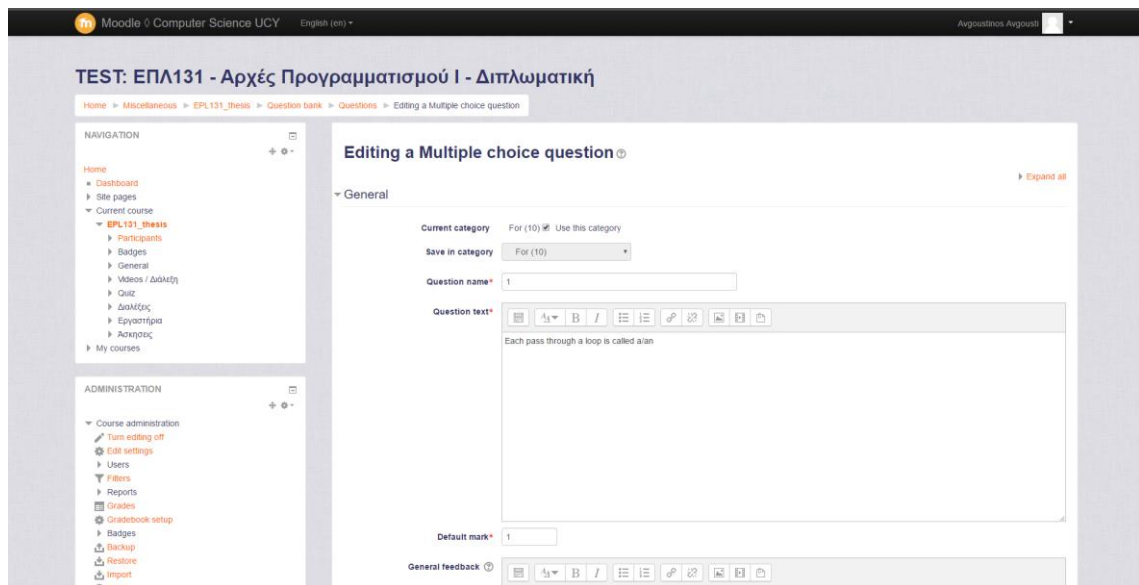 Moodle ◊ Computer Science UCY English (en) Avgoustinos Avgousti
TEST: ΕΠΛ131 - Αρχές Προγραμματισμού Ι - Διπλωματική
Home Miscellaneous EPL131_thesis Question bank Questions Editing a Multiple choice question
NAVIGATION
Home
Dashboard
Site pages
Current course
EPL131_thesis
Participants
Badges
General
Videos / Διάλεξη
Quiz
Διαλέξεις
Εργαστήρια
Άσκησεις
My courses
ADMINISTRATION
Course administration
Turn editing off
Edit settings
Users
Filters
Reports
Grades
Gradebook setup
Badges
Backup
Restore
Import
Editing a Multiple choice question
Expand all
General
Current category For (10) Use this category
Save in category For (10)
Question name* 1
Question text*
Each pass through a loop is called a/an
Default mark* 1
General feedback